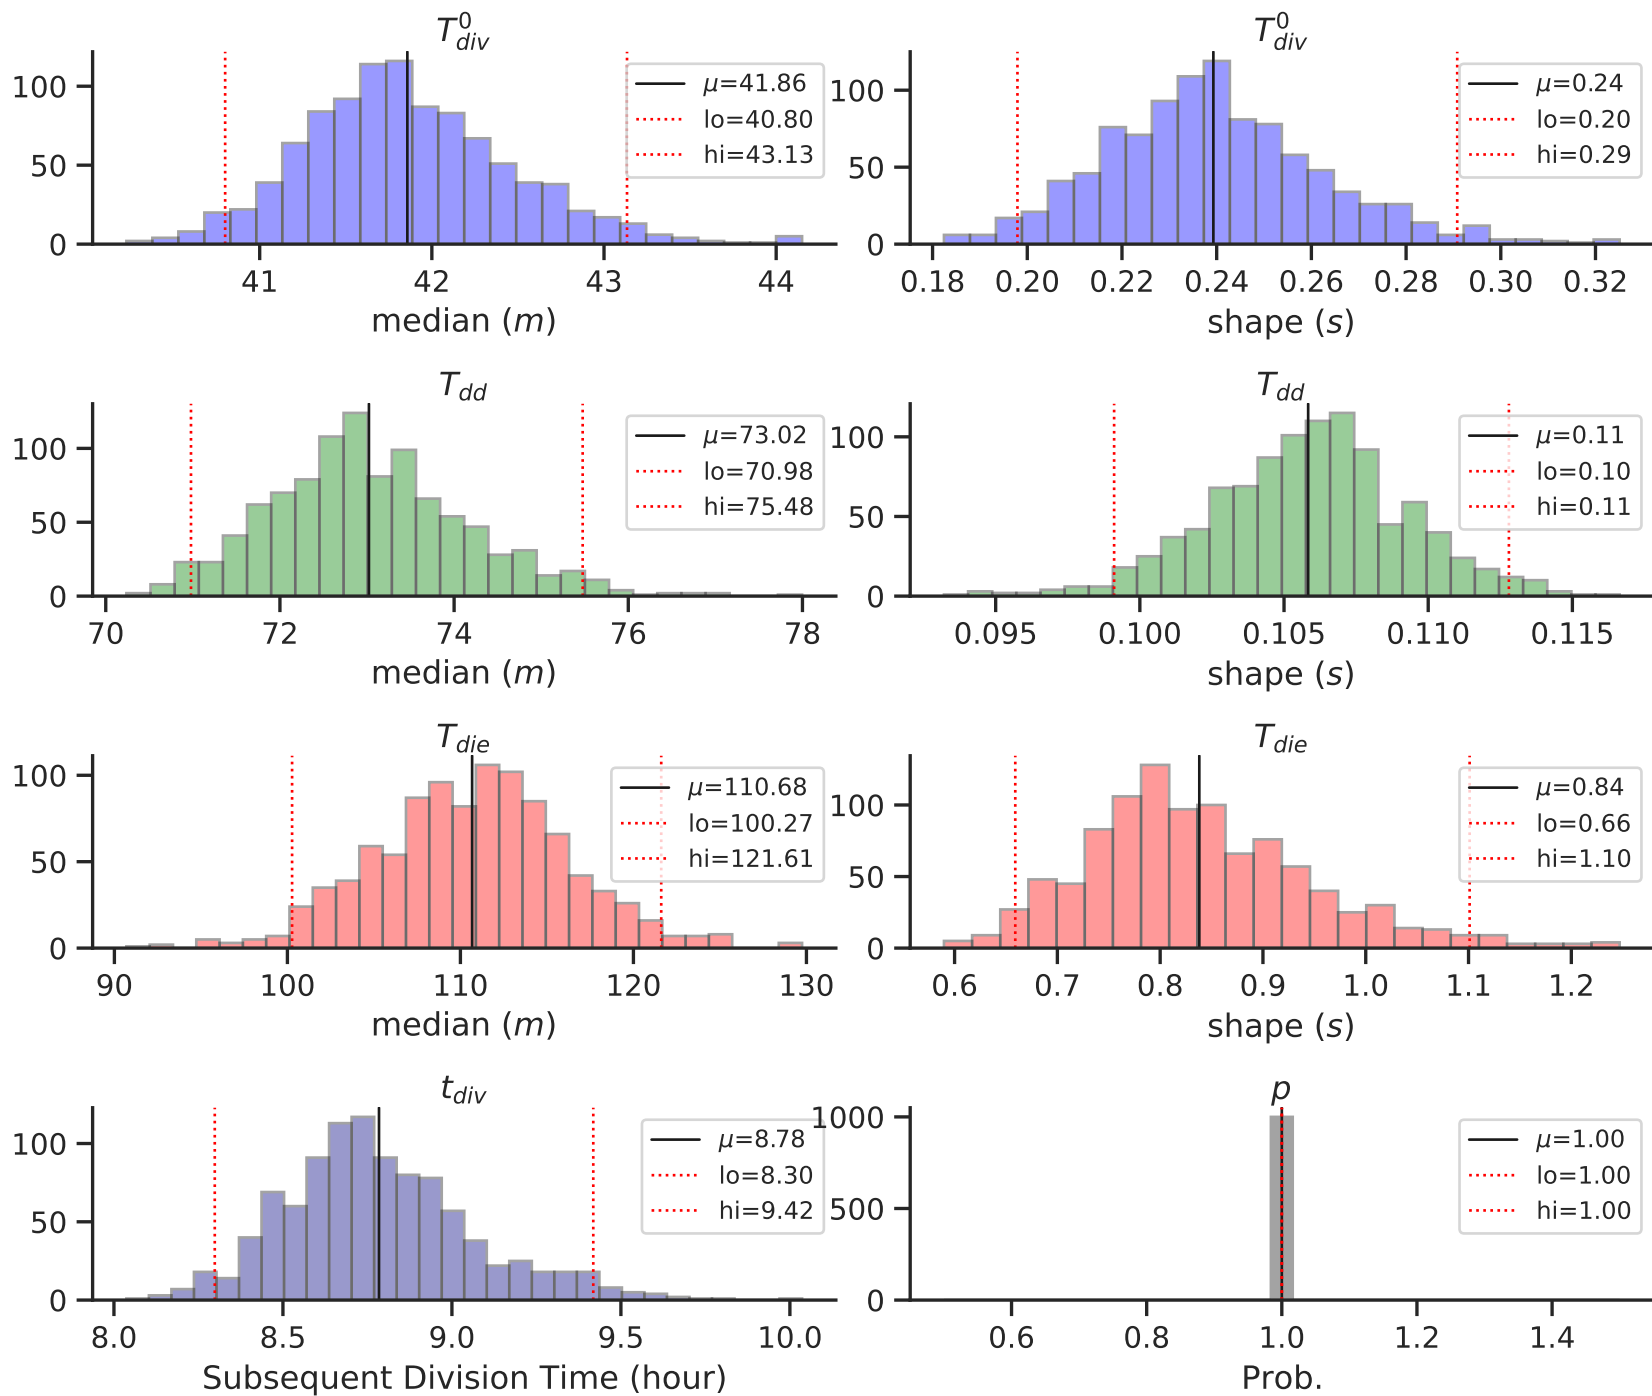 T⁰div
100
50
0
41 42 43 44
median (m)
μ=41.86
lo=40.80
hi=43.13
T⁰div
100
50
0
0.18 0.20 0.22 0.24 0.26 0.28 0.30 0.32
shape (s)
μ=0.24
lo=0.20
hi=0.29
Tdd
100
50
0
70 72 74 76 78
median (m)
μ=73.02
lo=70.98
hi=75.48
Tdd
100
50
0
0.095 0.100 0.105 0.110 0.115
shape (s)
μ=0.11
lo=0.10
hi=0.11
Tdie
100
50
0
90 100 110 120 130
median (m)
μ=110.68
lo=100.27
hi=121.61
Tdie
100
50
0
0.6 0.7 0.8 0.9 1.0 1.1 1.2
shape (s)
μ=0.84
lo=0.66
hi=1.10
tdiv
100
50
0
8.0 8.5 9.0 9.5 10.0
Subsequent Division Time (hour)
μ=8.78
lo=8.30
hi=9.42
p
1000
500
0
0.6 0.8 1.0 1.2 1.4
Prob.
μ=1.00
lo=1.00
hi=1.00